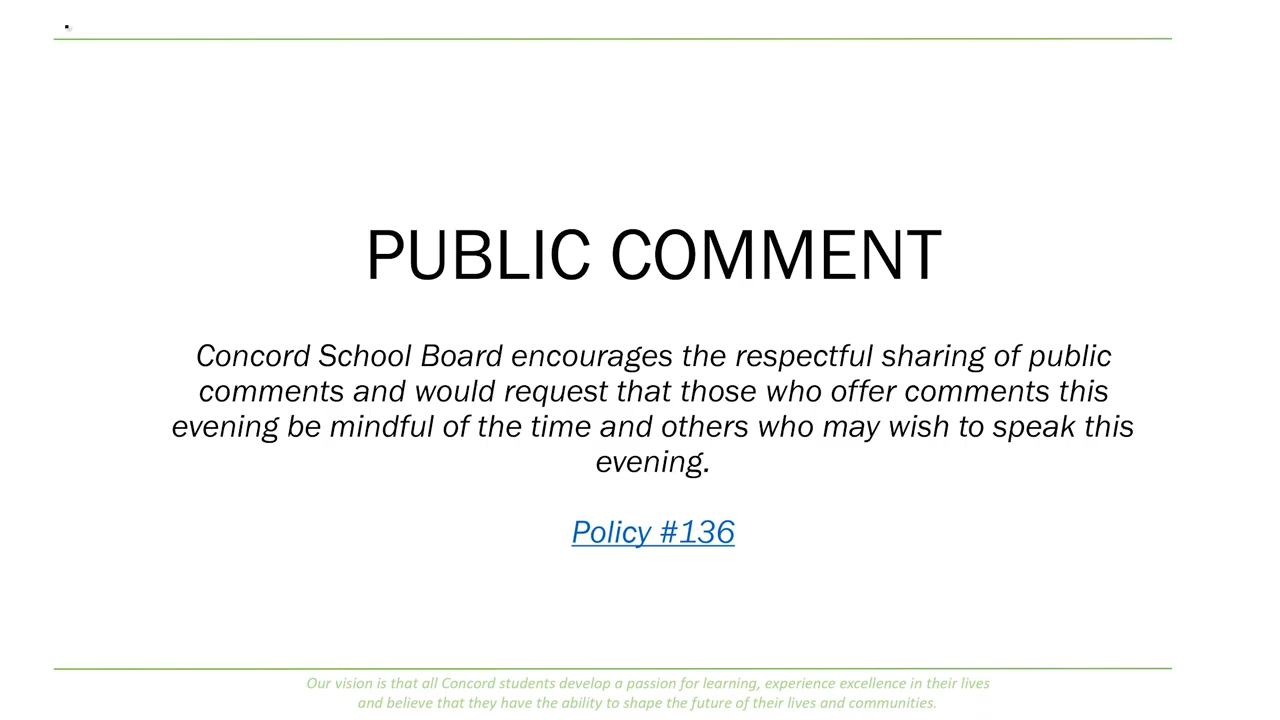 PUBLIC COMMENT
Concord School Board encourages the respectful sharing of public
comments and would request that those who offer comments this
evening be mindful of the time and others who may wish to speak this
evening.
Policy #136
Our vision is that all Concord students develop a passion for learning, experience excellence in their lives
and believe that they have the ability to shape the future of their lives and communities.